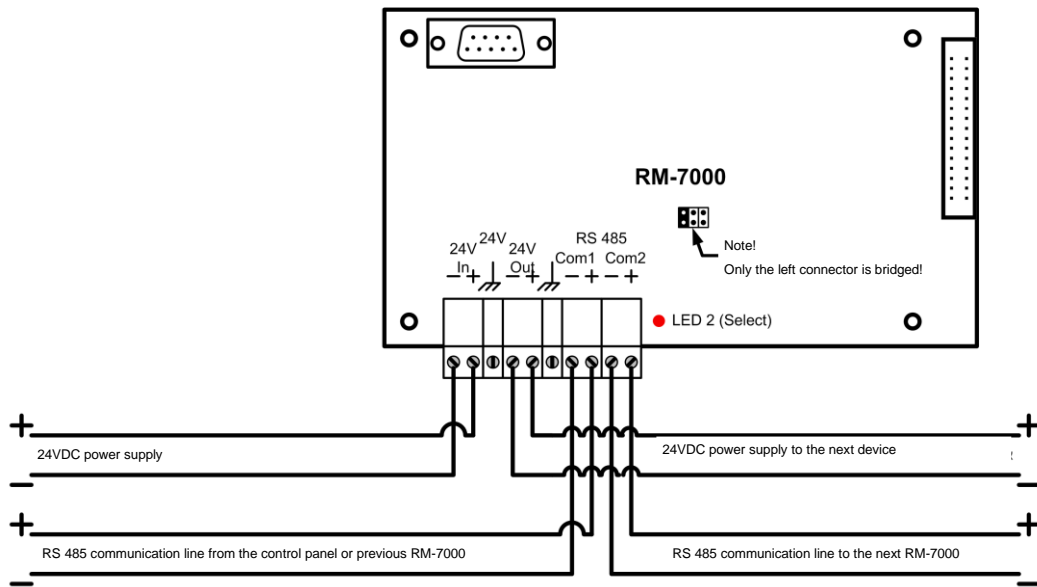 RM-7000
Note!
Only the left connector is bridged!
24V In
24V
24V Out
RS 485
Com1 Com2
- +
- +
- + - +
LED 2 (Select)
+
24VDC power supply
-
+
24VDC power supply to the next device
-
+
RS 485 communication line from the control panel or previous RM-7000
-
+
RS 485 communication line to the next RM-7000
-